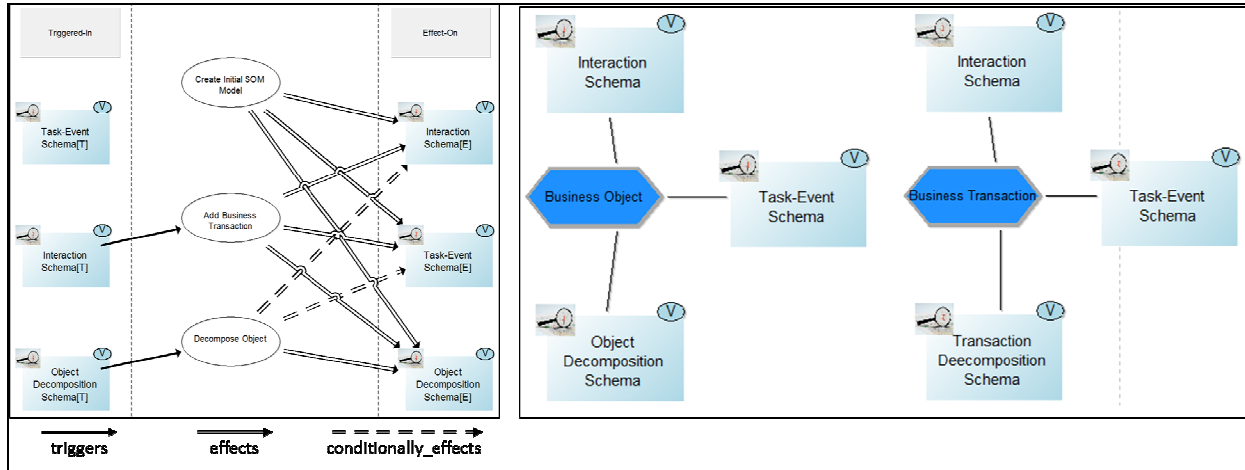 Triggered-In
Effect-On
Create Initial SOM
Model
V
Task-Event
Schema[T]
V
Interaction
Schema[E]
Add Business
Transaction
V
Interaction
Schema[T]
V
Task-Event
Schema[E]
Decompose Object
V
Object
Decomposition
Schema[T]
V
Object
Decomposition
Schema[E]
triggers
effects
conditionally_effects
V
Interaction
Schema
Business Object
V
Task-Event
Schema
V
Object
Decomposition
Schema
V
Interaction
Schema
Business Transaction
V
Task-Event
Schema
V
Transaction
Deecomposition
Schema